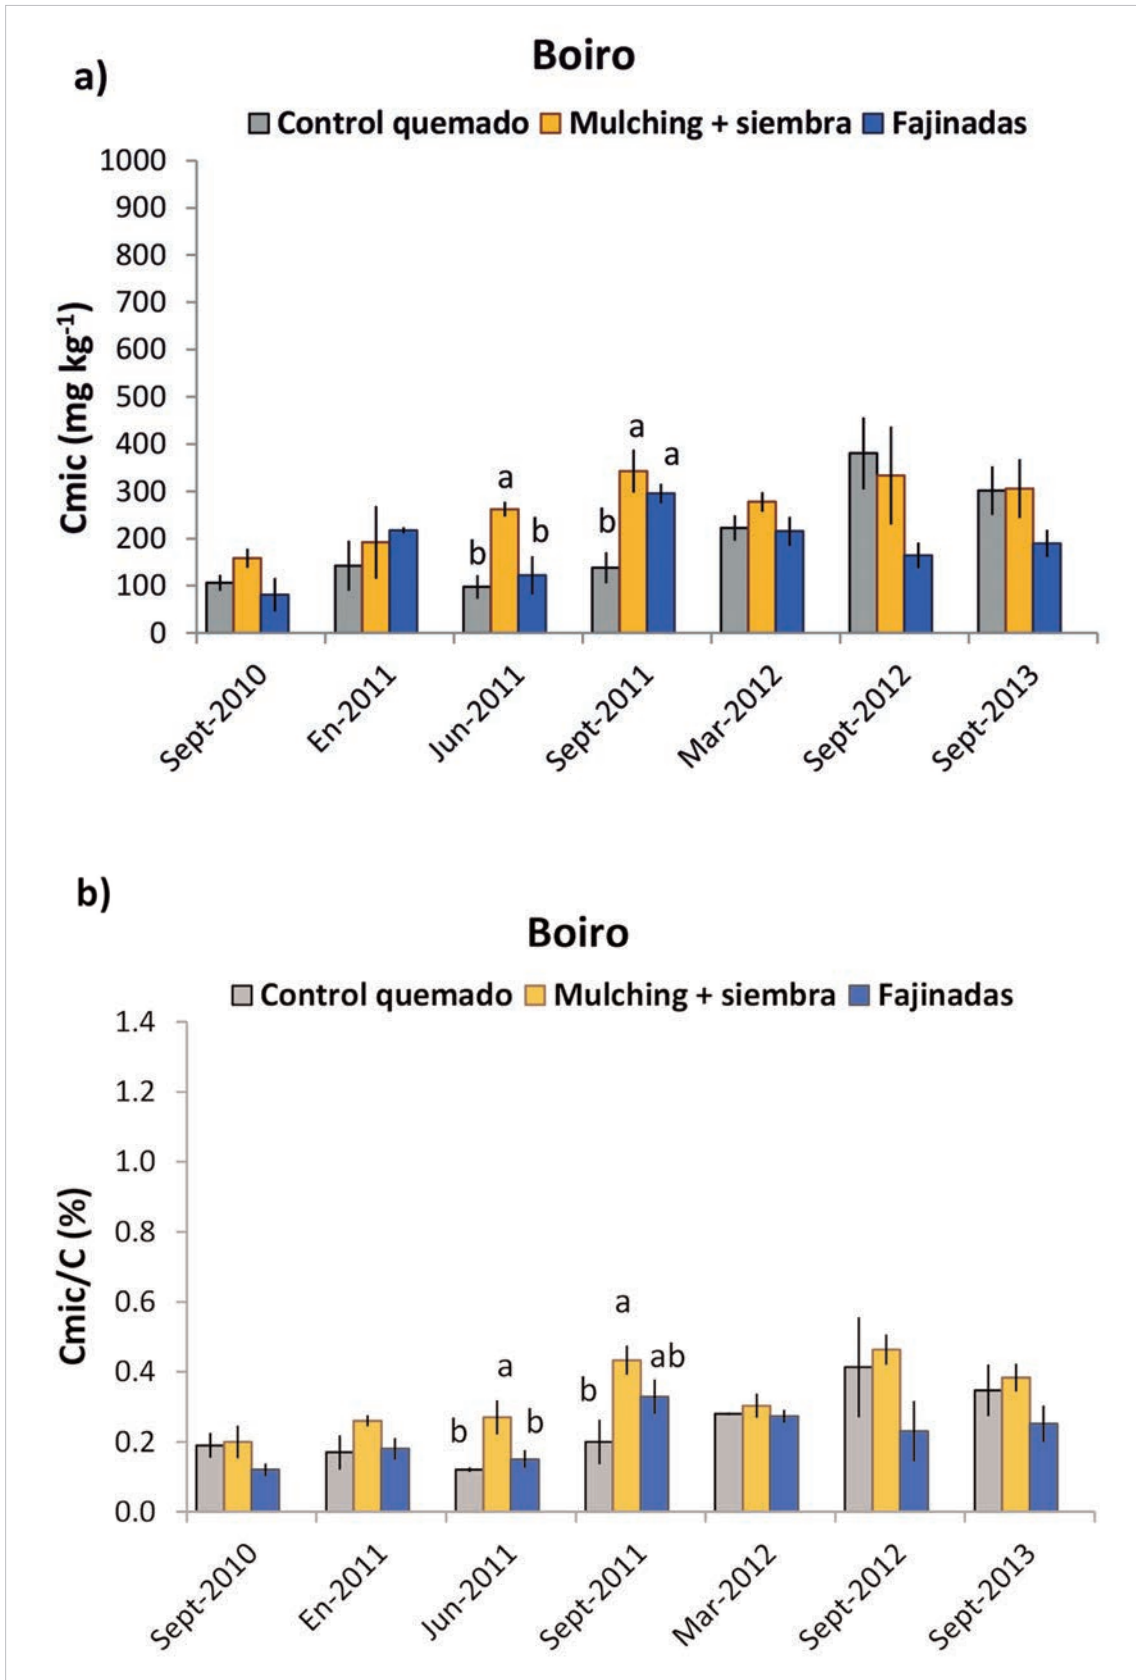 a)
Boiro
Control quemado Mulching + siembra Fajinadas
1000
900
800
700
600
500
400
300
200
100
0
Cmic (mg kg⁻¹)
b a b
b a a
Sept-2010 En-2011 Jun-2011 Sept-2011 Mar-2012 Sept-2012 Sept-2013
b)
Boiro
Control quemado Mulching + siembra Fajinadas
1.4
1.2
1.0
0.8
0.6
0.4
0.2
0.0
Cmic/C (%)
b a b
b a ab
Sept-2010 En-2011 Jun-2011 Sept-2011 Mar-2012 Sept-2012 Sept-2013